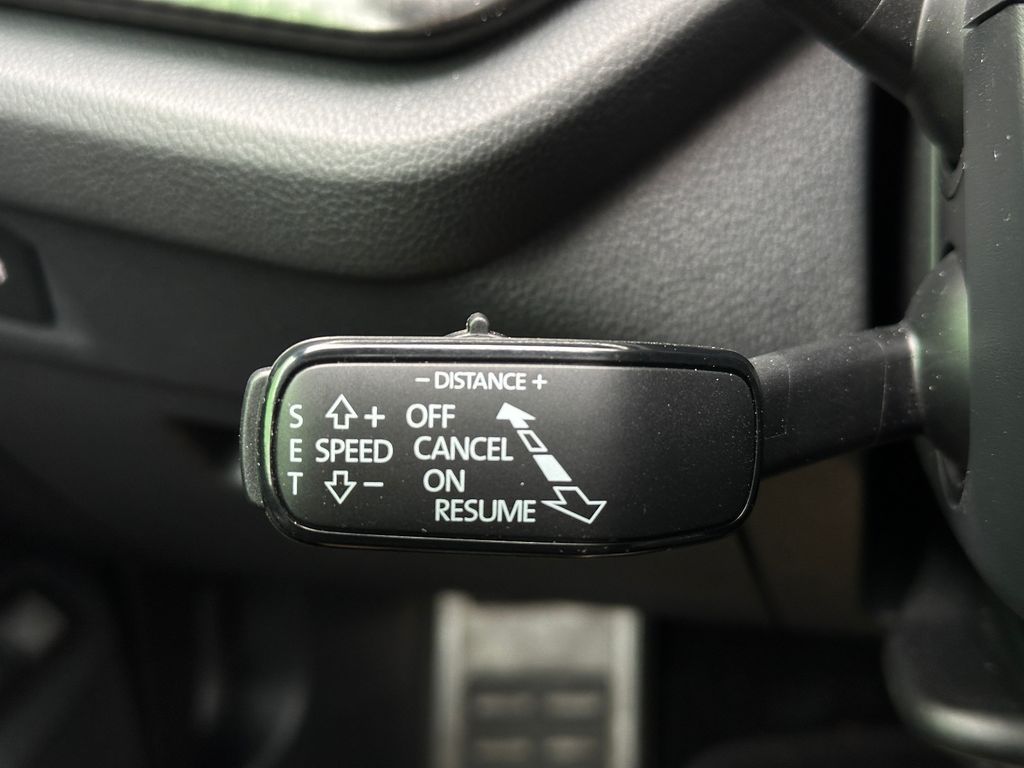 - DISTANCE +
S + OFF
E SPEED CANCEL
T - ON
RESUME